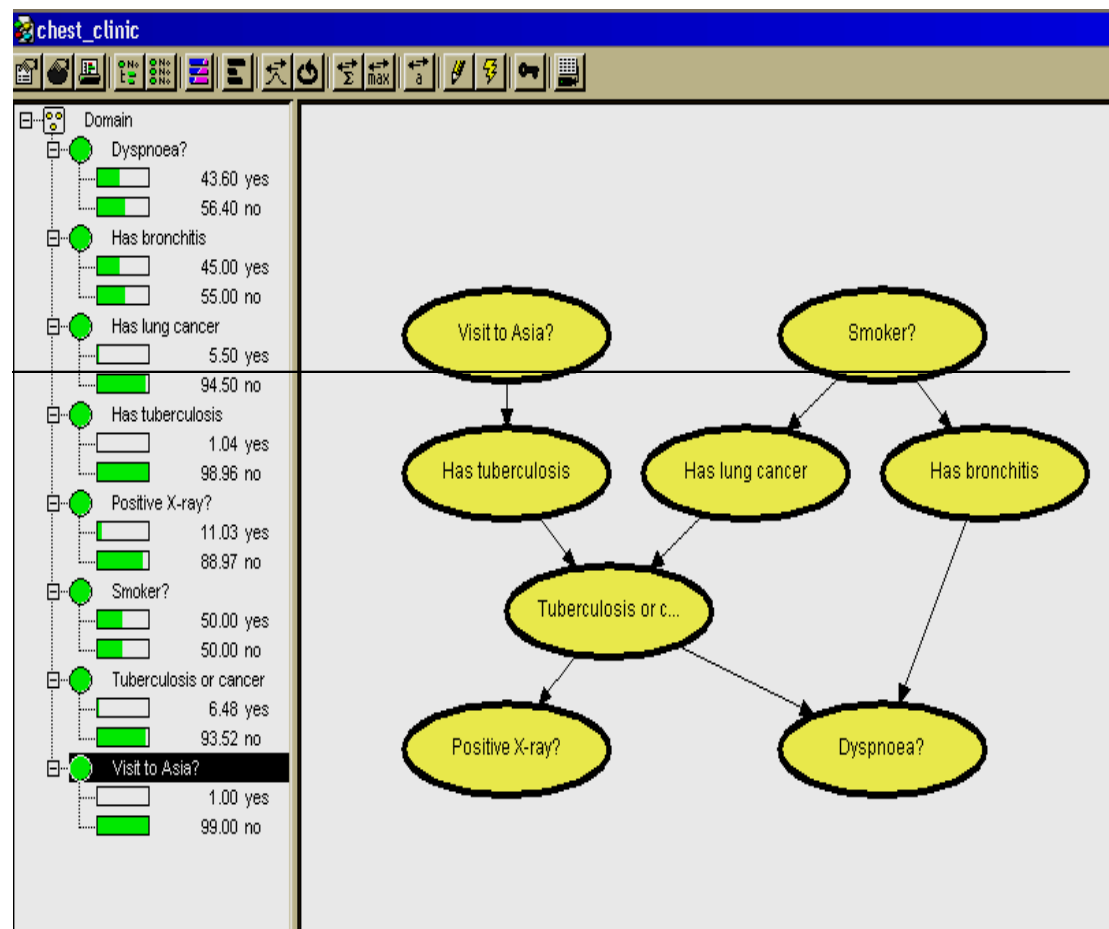 chest_clinic
Σ max a
Domain
Dyspnoea?
43.60 yes
56.40 no
Has bronchitis
45.00 yes
55.00 no
Has lung cancer
5.50 yes
94.50 no
Has tuberculosis
1.04 yes
98.96 no
Positive X-ray?
11.03 yes
88.97 no
Smoker?
50.00 yes
50.00 no
Tuberculosis or cancer
6.48 yes
93.52 no
Visit to Asia?
1.00 yes
99.00 no
Visit to Asia? Smoker?
Has tuberculosis Has lung cancer Has bronchitis
Tuberculosis or c...
Positive X-ray? Dyspnoea?